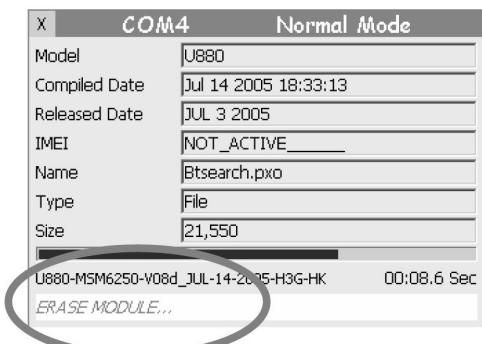 X COM4 Normal Mode
Model U880
Compiled Date Jul 14 2005 18:33:13
Released Date JUL 3 2005
IMEI NOT_ACTIVE______
Name Btsearch.pxo
Type File
Size 21,550
U880-MSM6250-V08d_JUL-14-2005-H3G-HK 00:08.6 Sec
ERASE MODULE...